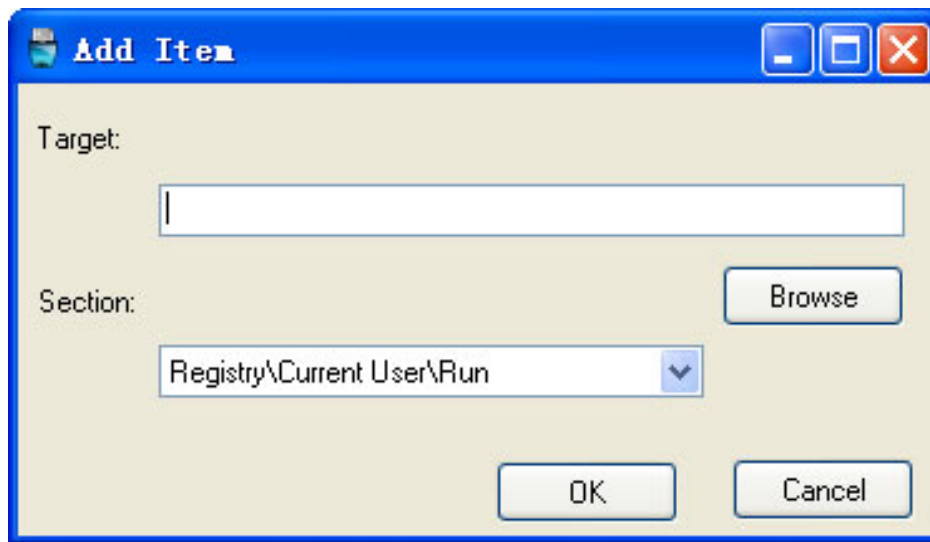 Add Item
Target:
Browse
Section:
Registry\Current User\Run
OK
Cancel